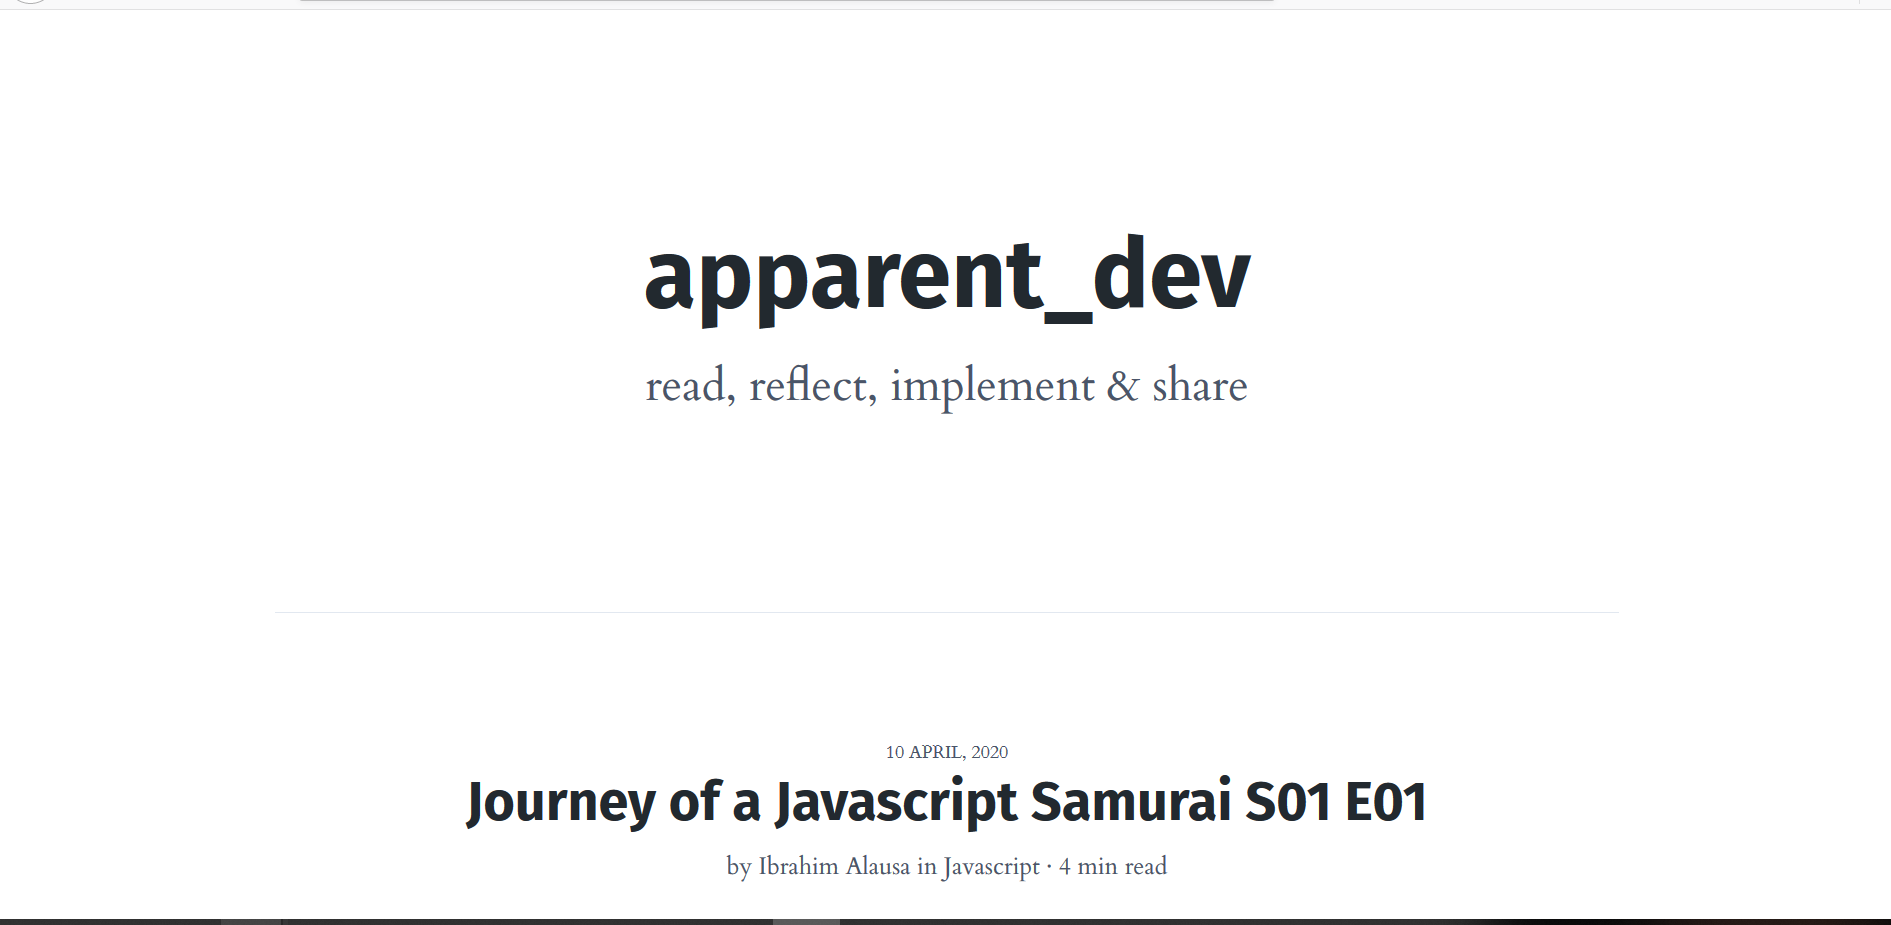 apparent_dev
read, reflect, implement & share
10 APRIL, 2020
Journey of a Javascript Samurai S01 E01
by Ibrahim Alausa in Javascript · 4 min read